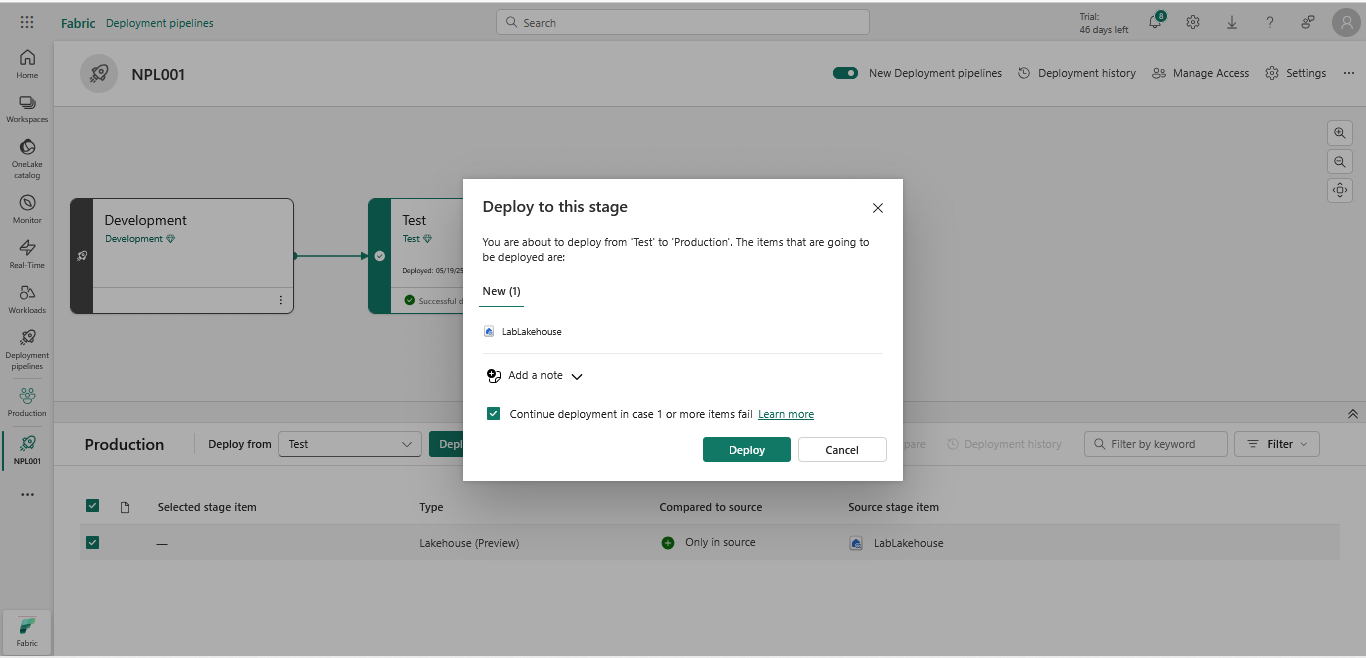 Fabric Deployment pipelines
Search
Trial:
46 days left
8
Home
Workspaces
OneLake
catalog
Monitor
Real-Time
Workloads
Deployment
pipelines
Production
NPL001
Fabric
NPL001
New Deployment pipelines
Deployment history
Manage Access
Settings
Development
Development
Test
Test
Deployed: 05/19/25
Successful d
Deploy to this stage
You are about to deploy from 'Test' to 'Production'. The items that are going to
be deployed are:
New (1)
LabLakehouse
Add a note
Continue deployment in case 1 or more items fail Learn more
Deploy
Cancel
Production
Deploy from
Test
Depl
pare
Deployment history
Filter by keyword
Filter
Selected stage item Type Compared to source Source stage item
— Lakehouse (Preview) Only in source LabLakehouse